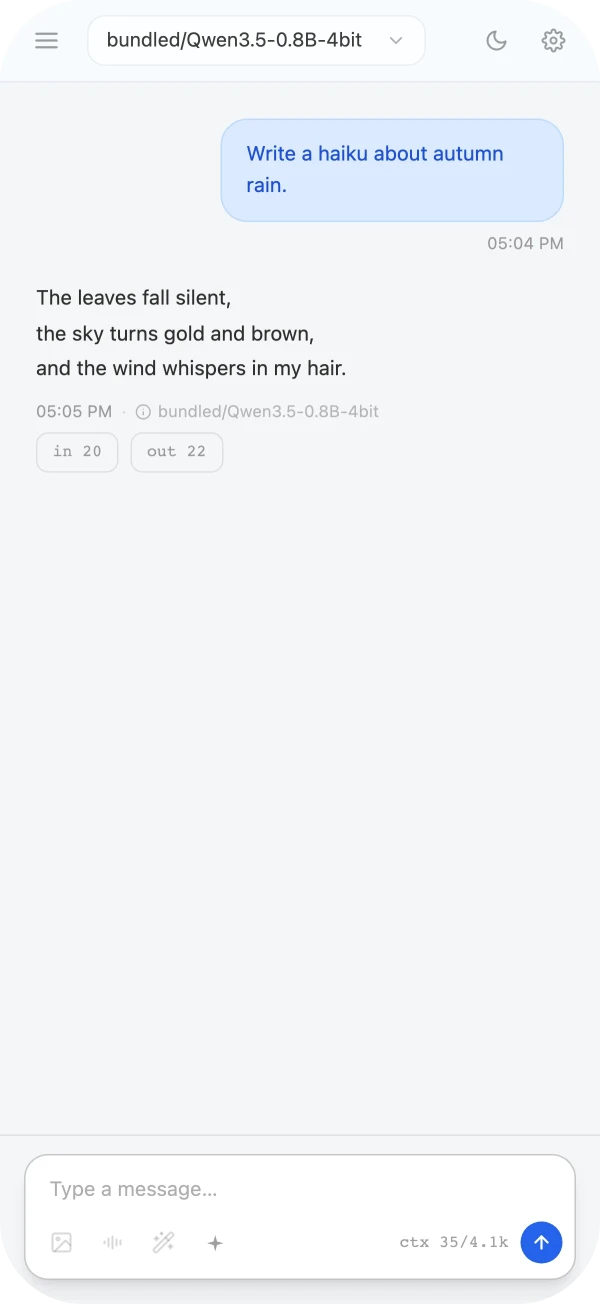 bundled/Qwen3.5-0.8B-4bit
Write a haiku about autumn
rain.
05:04 PM
The leaves fall silent,
the sky turns gold and brown,
and the wind whispers in my hair.
05:05 PM · bundled/Qwen3.5-0.8B-4bit
in 20 out 22
Type a message...
ctx 35/4.1k